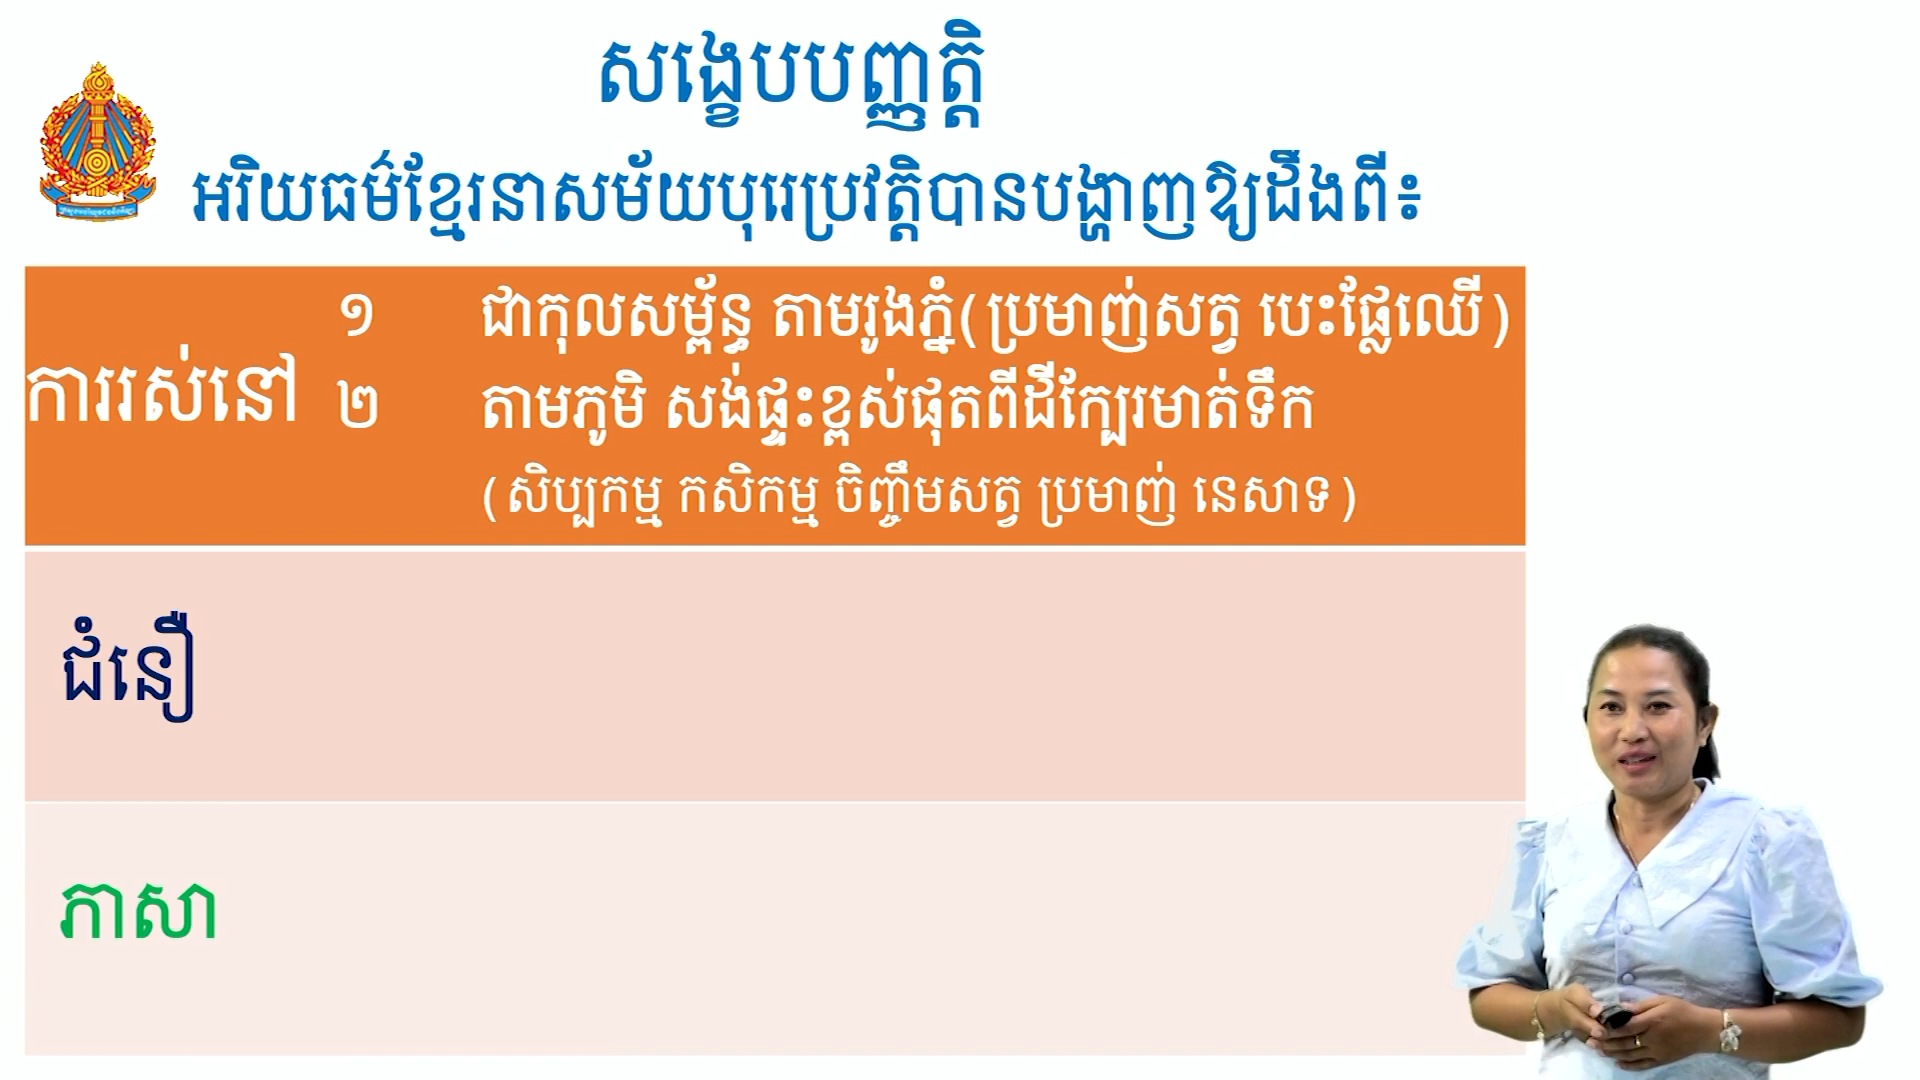 សង្ខេបបញ្ញត្តិ
អរិយធម៌ខ្មែរនាសម័យបុរេប្រវត្តិបានបង្ហាញឱ្យដឹងពី៖
ការរស់នៅ
១ ជាកុលសម្ព័ន្ធ តាមរូងភ្នំ(ប្រមាញ់សត្វ បេះផ្លែឈើ)
២ តាមភូមិ សង់ផ្ទះខ្ពស់ផុតពីដីក្បែរមាត់ទឹក
(សិប្បកម្ម កសិកម្ម ចិញ្ចឹមសត្វ ប្រមាញ់ នេសាទ)
ជំនឿ
ភាសា